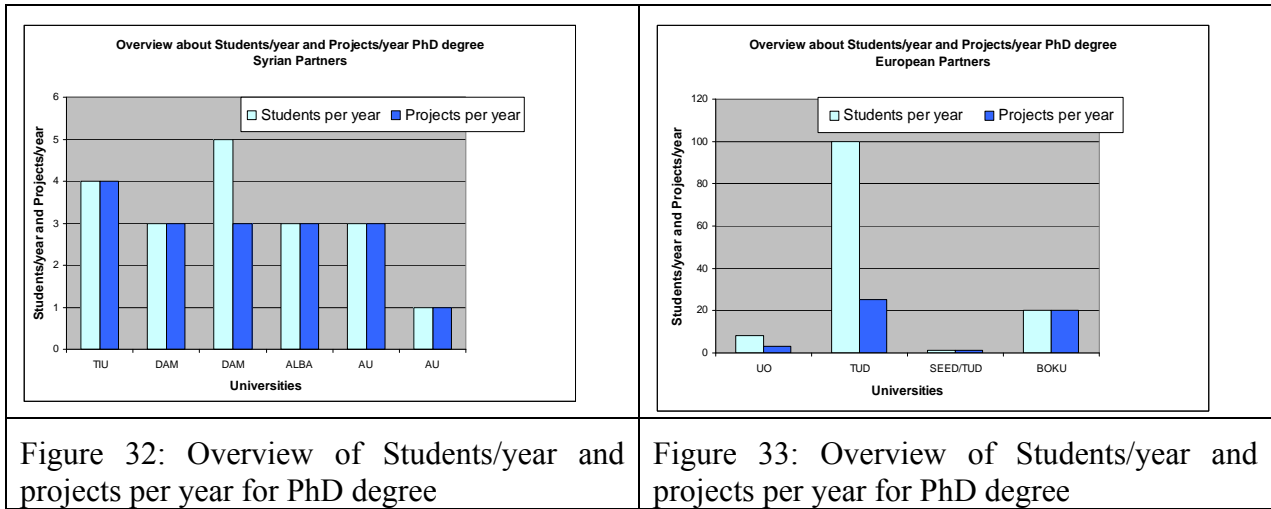 Overview about Students/year and Projects/year PhD degree
Syrian Partners
Students per year Projects per year
Students/year and Projects/year
6
5
4
3
2
1
0
TIU DAM DAM ALBA AU AU
Universities
Figure 32: Overview of Students/year and
projects per year for PhD degree
Overview about Students/year and Projects/year PhD degree
European Partners
Students per year Projects per year
Students/year and Projects/year
120
100
80
60
40
20
0
UO TUD SEED/TUD BOKU
Universities
Figure 33: Overview of Students/year and
projects per year for PhD degree